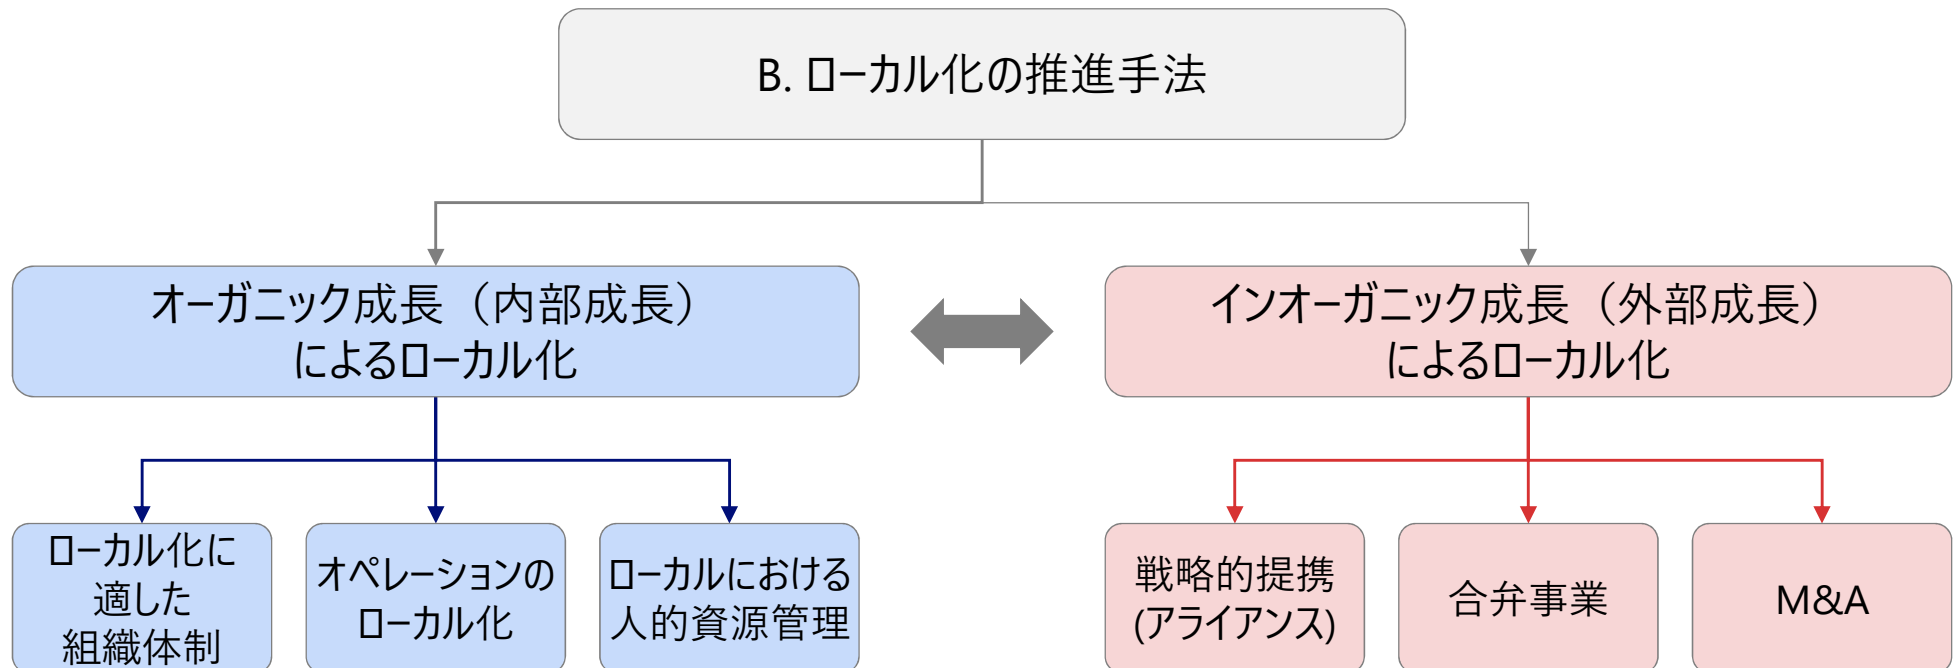 B. ローカル化の推進手法
オーガニック成長（内部成長）
によるローカル化
インオーガニック成長（外部成長）
によるローカル化
ローカル化に
適した
組織体制
オペレーションの
ローカル化
ローカルにおける
人的資源管理
戦略的提携
(アライアンス)
合弁事業
M&A